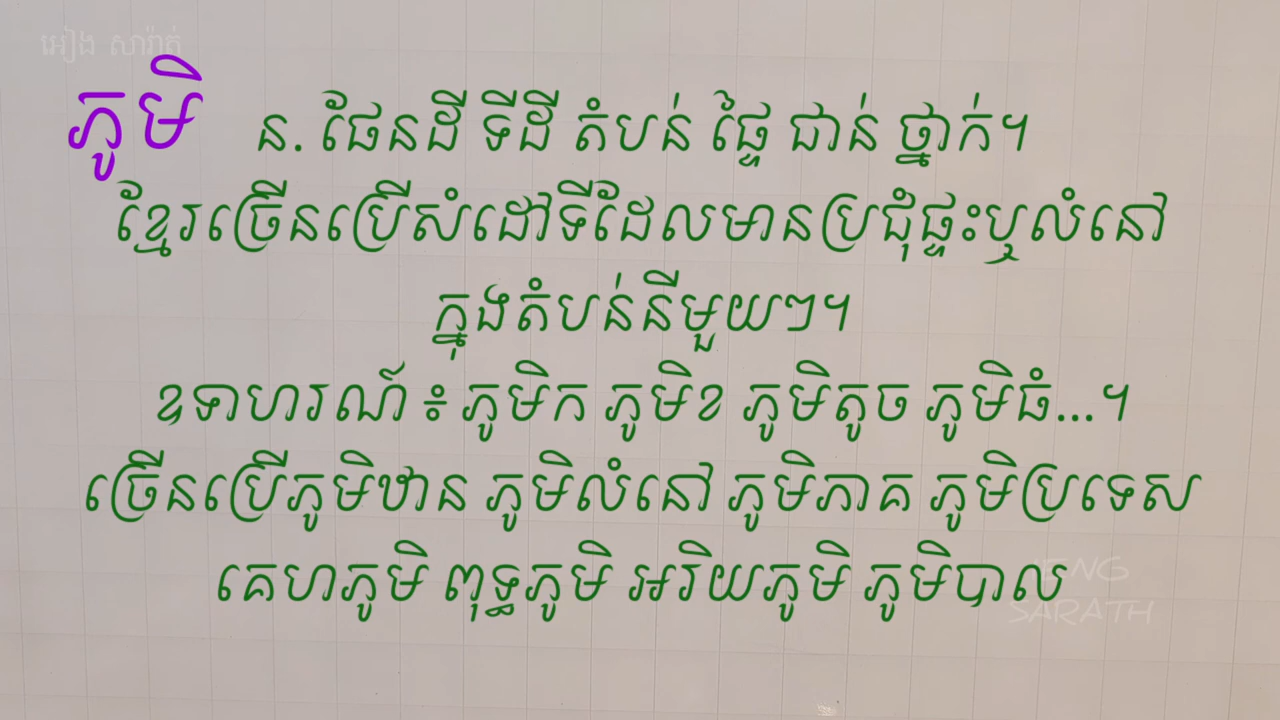 អៀង សារ៉ាត់
ភូមិ ន. ផែនដី ទីដី តំបន់ ផ្ទៃ ជាន់ ថ្នាក់។
ខ្មែរច្រើនប្រើសំដៅទីដែលមានប្រជុំផ្ទះឬលំនៅ
ក្នុងតំបន់នីមួយៗ។
ឧទាហរណ៍ ៖ ភូមិក ភូមិខ ភូមិតូច ភូមិធំ...។
ច្រើនប្រើភូមិឋាន ភូមិលំនៅ ភូមិភាគ ភូមិប្រទេស
គេហភូមិ ពុទ្ធភូមិ អរិយភូមិ ភូមិបាល
IENG
SARATH